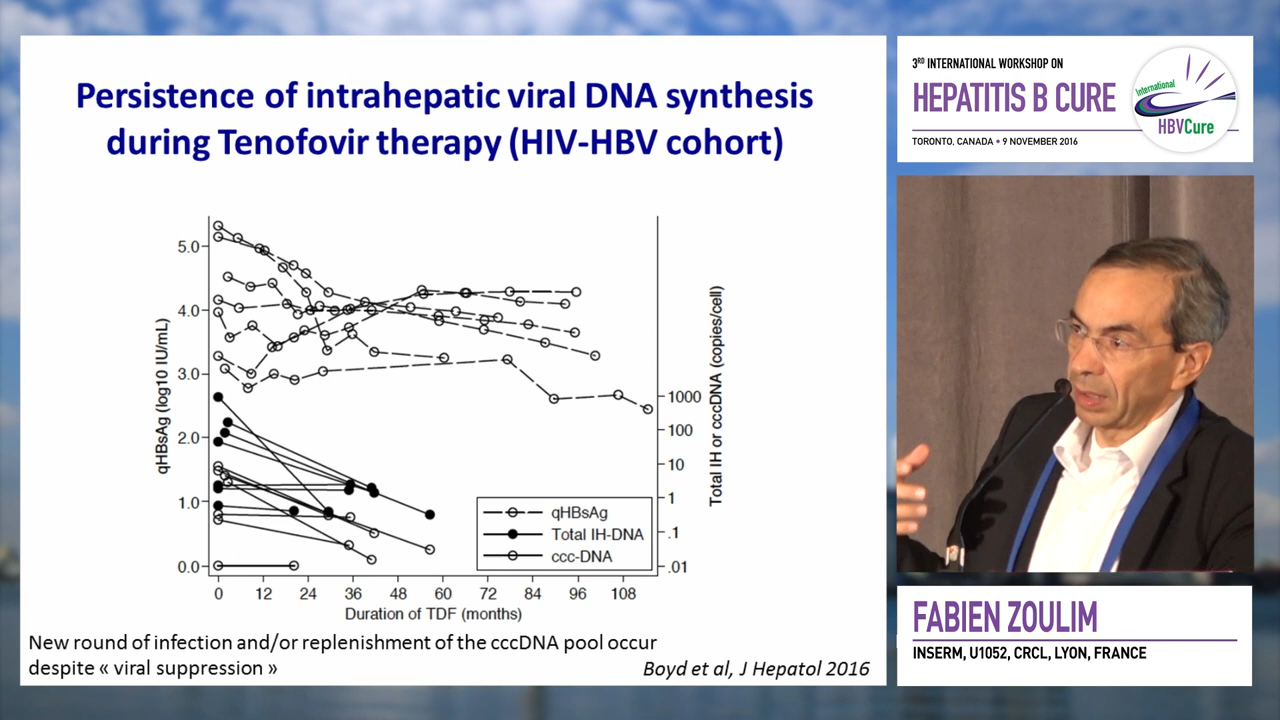 Persistence of intrahepatic viral DNA synthesis
during Tenofovir therapy (HIV-HBV cohort)
qHBsAg (log10 IU/mL)
5.0
4.0
3.0
2.0
1.0
0.0
1000
100
10
1
.1
.01
Total IH or cccDNA (copies/cell)
qHBsAg
Total IH-DNA
ccc-DNA
0 12 24 36 48 60 72 84 96 108
Duration of TDF (months)
New round of infection and/or replenishment of the cccDNA pool occur
despite « viral suppression »
Boyd et al, J Hepatol 2016
3RD INTERNATIONAL WORKSHOP ON
HEPATITIS B CURE
TORONTO, CANADA • 9 NOVEMBER 2016
International
HBVCure
FABIEN ZOULIM
INSERM, U1052, CRCL, LYON, FRANCE